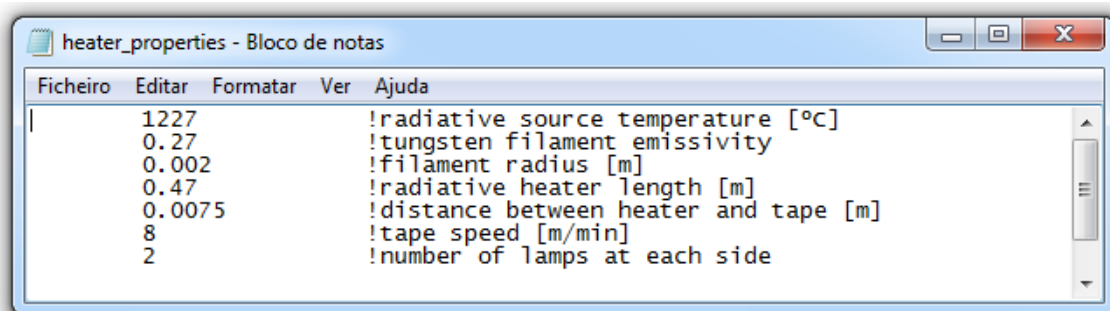 heater_properties - Bloco de notas
Ficheiro Editar Formatar Ver Ajuda
1227 !radiative source temperature [ºC]
0.27 !tungsten filament emissivity
0.002 !filament radius [m]
0.47 !radiative heater length [m]
0.0075 !distance between heater and tape [m]
8 !tape speed [m/min]
2 !number of lamps at each side